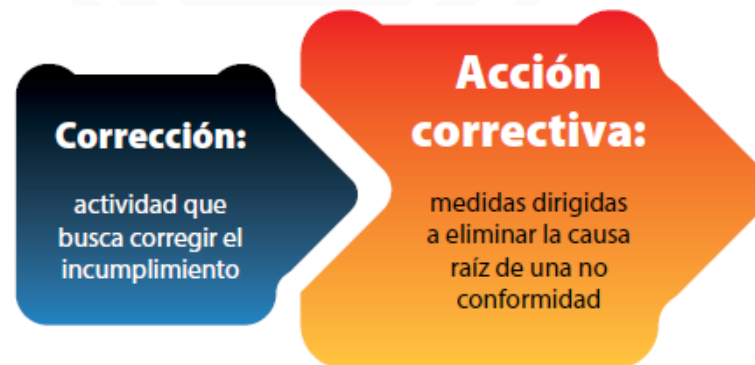 Corrección:
actividad que
busca corregir el
incumplimiento
Acción
correctiva:
medidas dirigidas
a eliminar la causa
raíz de una no
conformidad